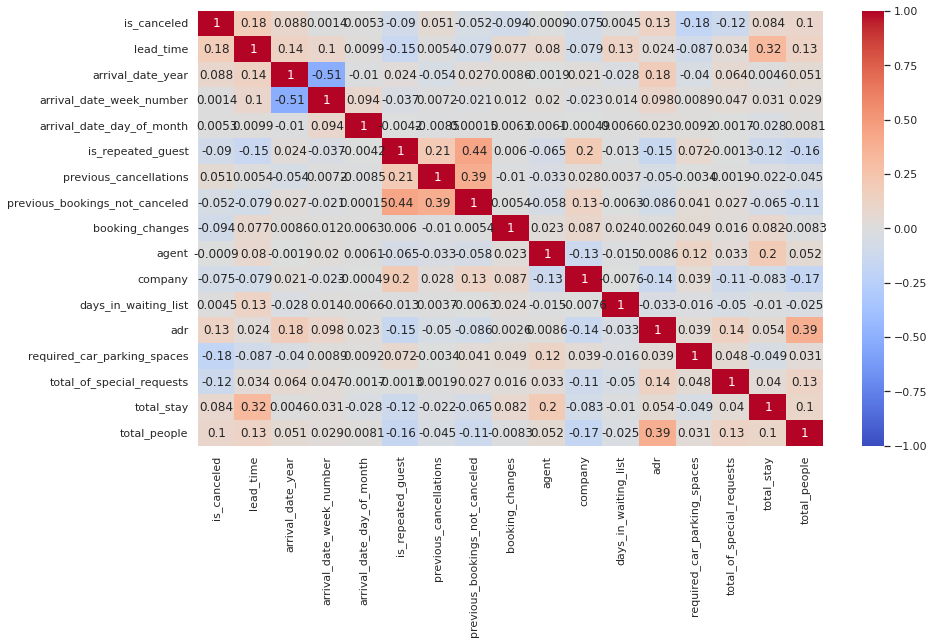 is_canceled 1 0.18 0.088 0.0014 0.0053 -0.09 0.051 -0.052 -0.094 -0.0009 -0.075 0.0045 0.13 -0.18 -0.12 0.084 0.1
lead_time 0.18 1 0.14 0.1 0.0099 -0.15 0.0054 -0.079 0.077 0.08 -0.079 0.13 0.024 -0.087 0.034 0.32 0.13
arrival_date_year 0.088 0.14 1 -0.51 -0.01 0.024 -0.054 0.027 0.0086 0.0019 0.021 -0.028 0.18 -0.04 0.064 0.0046 0.051
arrival_date_week_number 0.0014 0.1 -0.51 1 0.094 -0.037 0.0072 -0.021 0.012 0.02 -0.023 0.014 0.098 0.0089 0.047 0.031 0.029
arrival_date_day_of_month 0.0053 0.0099 -0.01 0.094 1 -0.0042 -0.0085 0.00015 0.0063 0.0061 -0.00049 0.0066 0.023 0.0092 -0.0017 -0.028 0.0081
is_repeated_guest -0.09 -0.15 0.024 -0.037 -0.0042 1 0.21 0.44 0.006 -0.065 0.2 -0.013 -0.15 0.072 -0.0013 -0.12 -0.16
previous_cancellations 0.051 0.0054 -0.054 0.0072 -0.0085 0.21 1 0.39 -0.01 -0.033 0.028 0.0037 -0.05 -0.0034 0.0019 -0.022 -0.045
previous_bookings_not_canceled -0.052 -0.079 0.027 -0.021 0.00015 0.44 0.39 1 0.0054 -0.058 0.13 -0.0063 -0.086 0.041 0.027 -0.065 -0.11
booking_changes -0.094 0.077 0.0086 0.012 0.0063 0.006 -0.01 0.0054 1 0.023 0.087 0.024 0.0026 0.049 0.016 0.082 -0.0083
agent -0.0009 0.08 -0.0019 0.02 0.0061 -0.065 -0.033 -0.058 0.023 1 -0.13 -0.015 0.0086 0.12 0.033 0.2 0.052
company -0.075 -0.079 0.021 -0.023 -0.00049 0.2 0.028 0.13 0.087 -0.13 1 -0.0076 -0.14 0.039 -0.11 -0.083 -0.17
days_in_waiting_list 0.0045 0.13 -0.028 0.014 0.0066 -0.013 0.0037 -0.0063 0.024 -0.015 -0.0076 1 -0.033 -0.016 -0.05 -0.01 -0.025
adr 0.13 0.024 0.18 0.098 0.023 -0.15 -0.05 -0.086 0.0026 0.0086 -0.14 -0.033 1 0.039 0.14 0.054 0.39
required_car_parking_spaces -0.18 -0.087 -0.04 0.0089 0.0092 0.072 -0.0034 0.041 0.049 0.12 0.039 -0.016 0.039 1 0.048 -0.049 0.031
total_of_special_requests -0.12 0.034 0.064 0.047 -0.0017 -0.0013 0.0019 0.027 0.016 0.033 -0.11 -0.05 0.14 0.048 1 0.04 0.13
total_stay 0.084 0.32 0.0046 0.031 -0.028 -0.12 -0.022 -0.065 0.082 0.2 -0.083 -0.01 0.054 -0.049 0.04 1 0.1
total_people 0.1 0.13 0.051 0.029 0.0081 -0.16 -0.045 -0.11 -0.0083 0.052 -0.17 -0.025 0.39 0.031 0.13 0.1 1
is_canceled
lead_time
arrival_date_year
arrival_date_week_number
arrival_date_day_of_month
is_repeated_guest
previous_cancellations
previous_bookings_not_canceled
booking_changes
agent
company
days_in_waiting_list
adr
required_car_parking_spaces
total_of_special_requests
total_stay
total_people
1.00
0.75
0.50
0.25
0.00
−0.25
−0.50
−0.75
−1.00